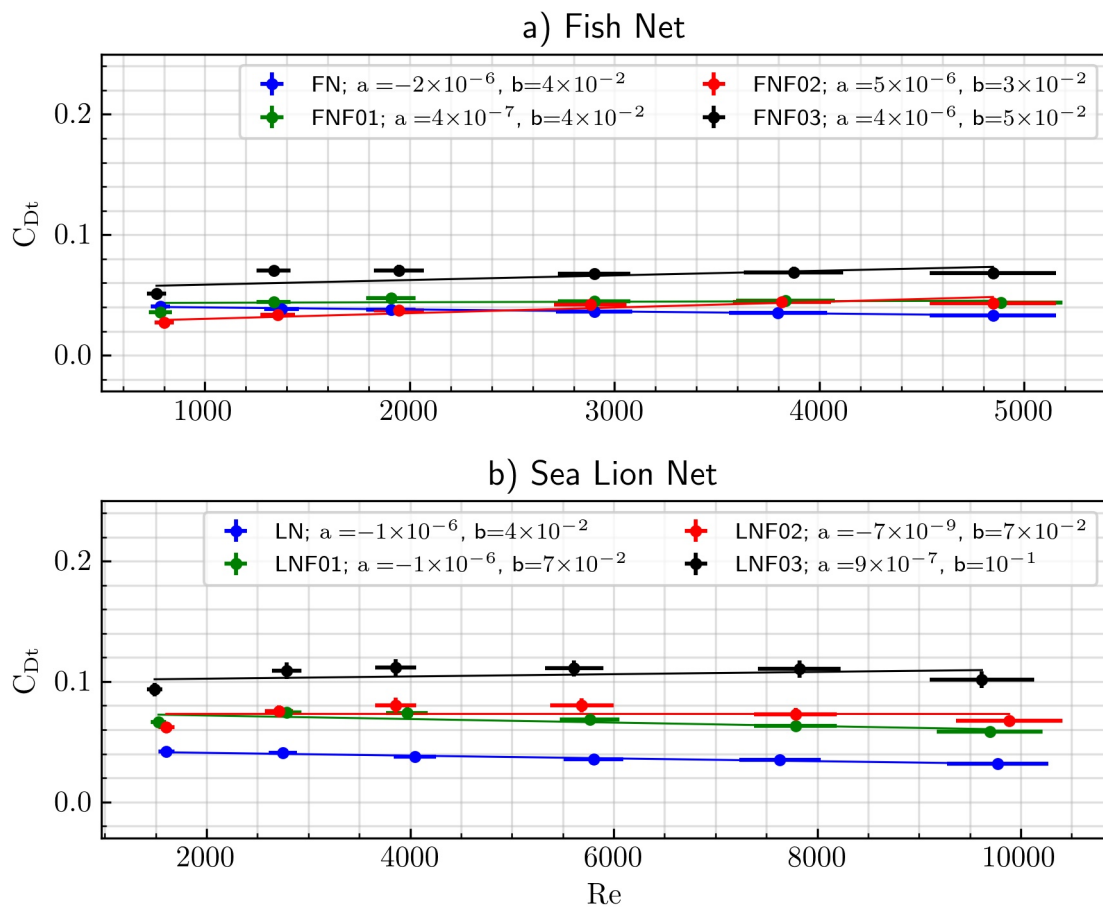 a) Fish Net
FN; a =−2×10⁻⁶, b=4×10⁻²
FNF01; a =4×10⁻⁷, b=4×10⁻²
FNF02; a =5×10⁻⁶, b=3×10⁻²
FNF03; a =4×10⁻⁶, b=5×10⁻²
C_Dt
0.2
0.1
0.0
1000 2000 3000 4000 5000
b) Sea Lion Net
LN; a =−1×10⁻⁶, b=4×10⁻²
LNF01; a =−1×10⁻⁶, b=7×10⁻²
LNF02; a =−7×10⁻⁹, b=7×10⁻²
LNF03; a =9×10⁻⁷, b=10⁻¹
C_Dt
0.2
0.1
0.0
2000 4000 6000 8000 10000
Re